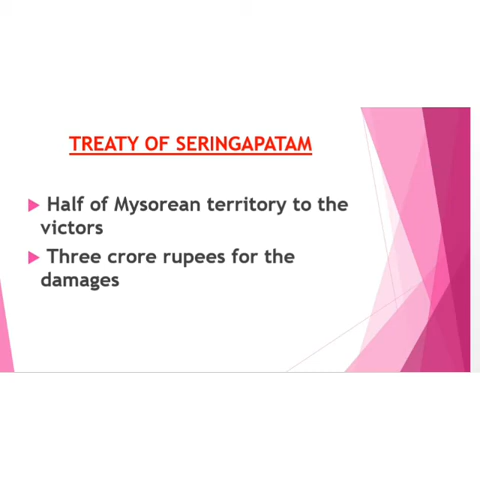 TREATY OF SERINGAPATAM
Half of Mysorean territory to the
victors
Three crore rupees for the
damages